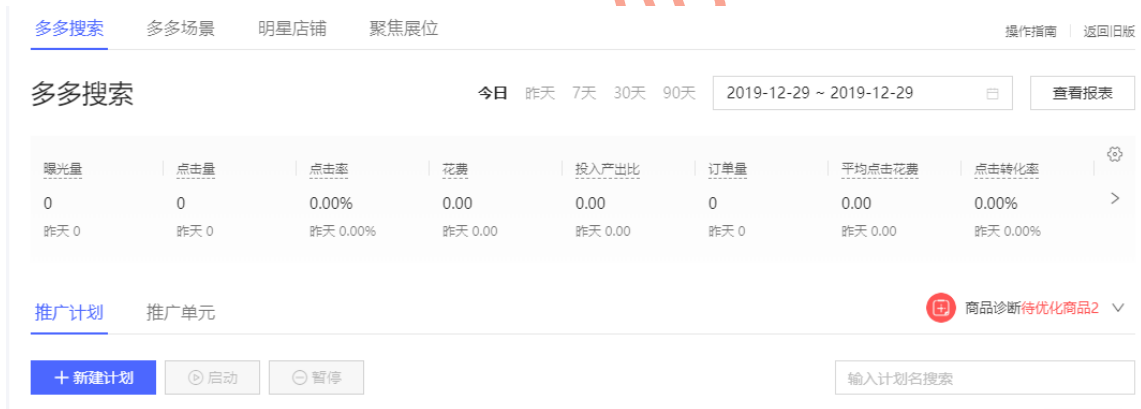 多多搜索 多多场景 明星店铺 聚焦展位 操作指南 返回旧版
多多搜索 今日 昨天 7天 30天 90天 2019-12-29 ~ 2019-12-29 查看报表
曝光量 点击量 点击率 花费 投入产出比 订单量 平均点击花费 点击转化率
0 0 0.00% 0.00 0.00 0 0.00 0.00%
昨天 0 昨天 0 昨天 0.00% 昨天 0.00 昨天 0.00 昨天 0 昨天 0.00 昨天 0.00%
推广计划 推广单元 商品诊断待优化商品2
+ 新建计划 启动 暂停 输入计划名搜索